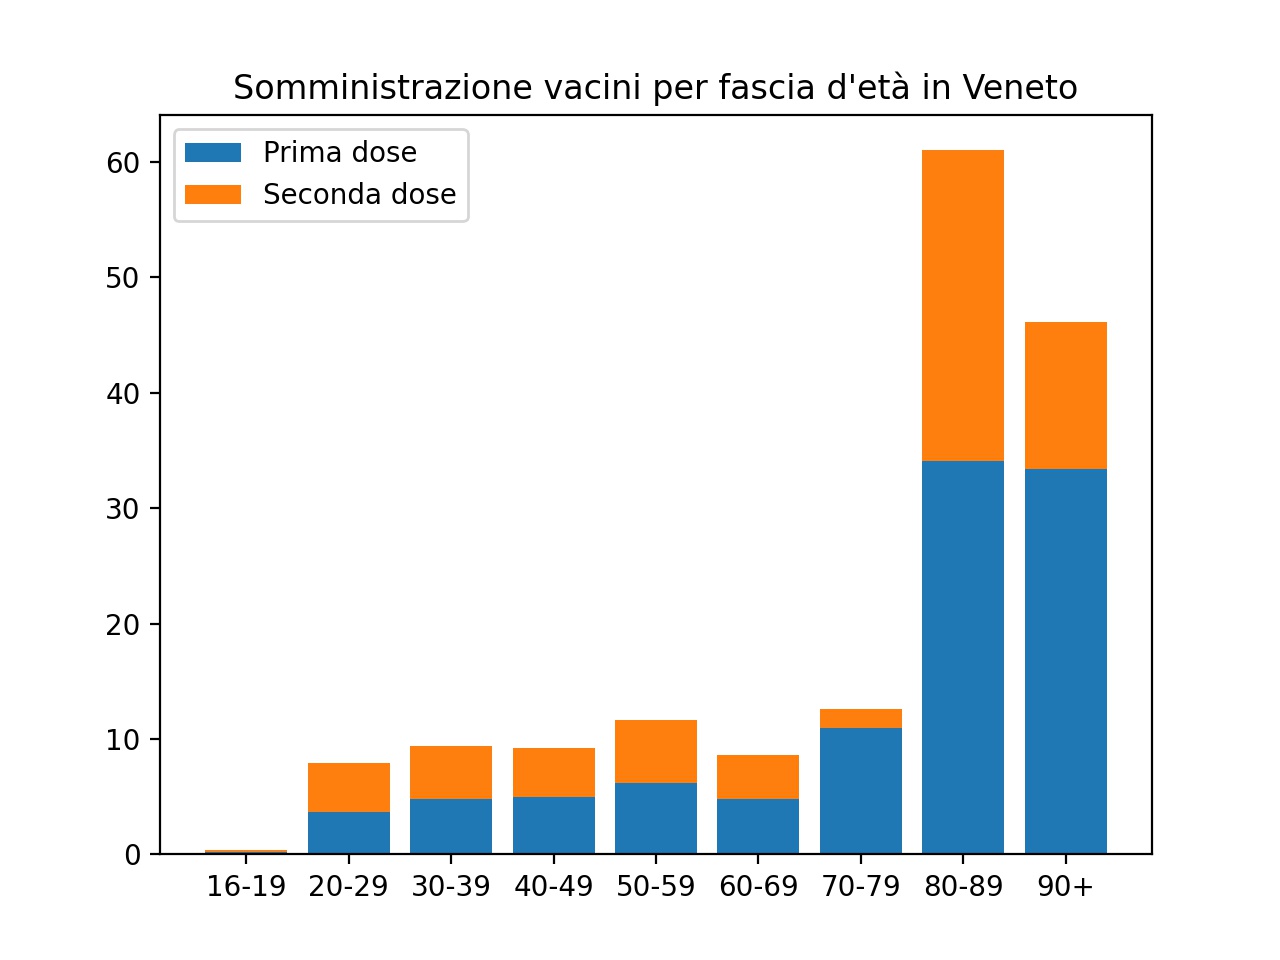 Somministrazione vacini per fascia d'età in Veneto
Prima dose
Seconda dose
60
50
40
30
20
10
0
16-19 20-29 30-39 40-49 50-59 60-69 70-79 80-89 90+